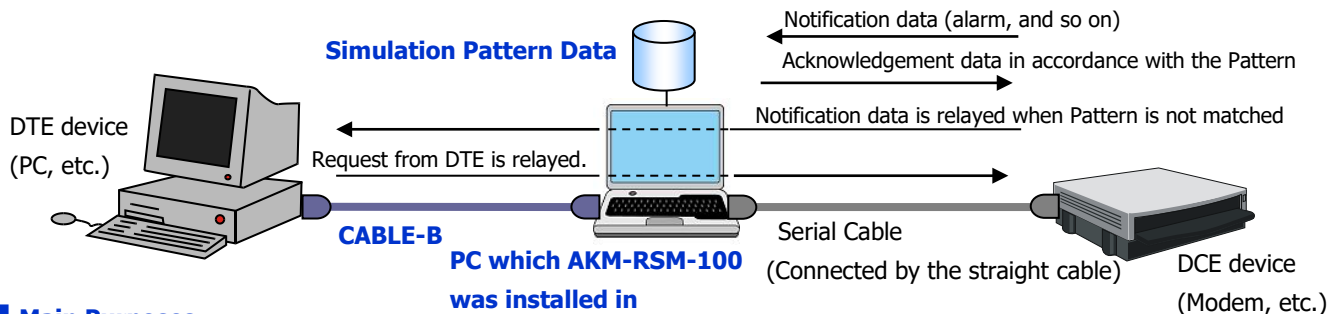 Notification data (alarm, and so on)
Simulation Pattern Data
Acknowledgement data in accordance with the Pattern
Notification data is relayed when Pattern is not matched
DTE device
(PC, etc.)
Request from DTE is relayed.
CABLE-B
PC which AKM-RSM-100
was installed in
Serial Cable
(Connected by the straight cable)
DCE device
(Modem, etc.)
Main Purposes